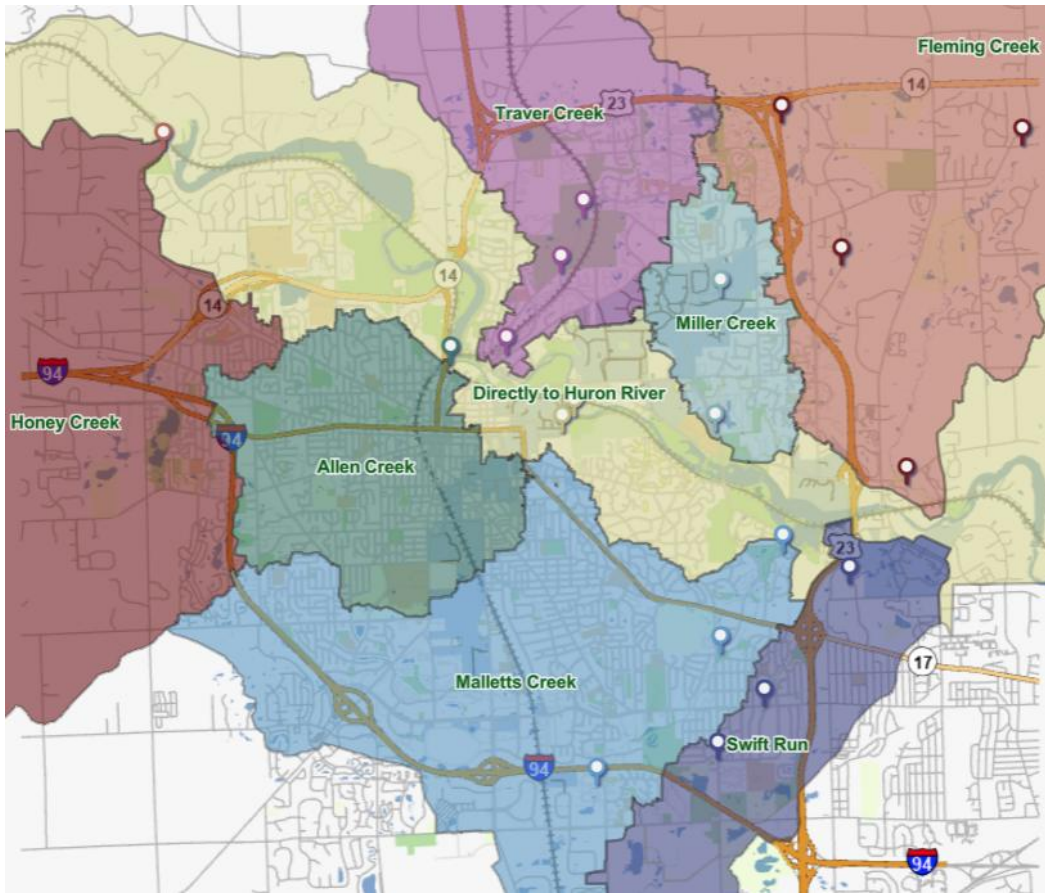 Fleming Creek
14
23
Traver Creek
14
14
Miller Creek
94
Directly to Huron River
Honey Creek
94
Allen Creek
23
17
Malletts Creek
Swift Run
94
94